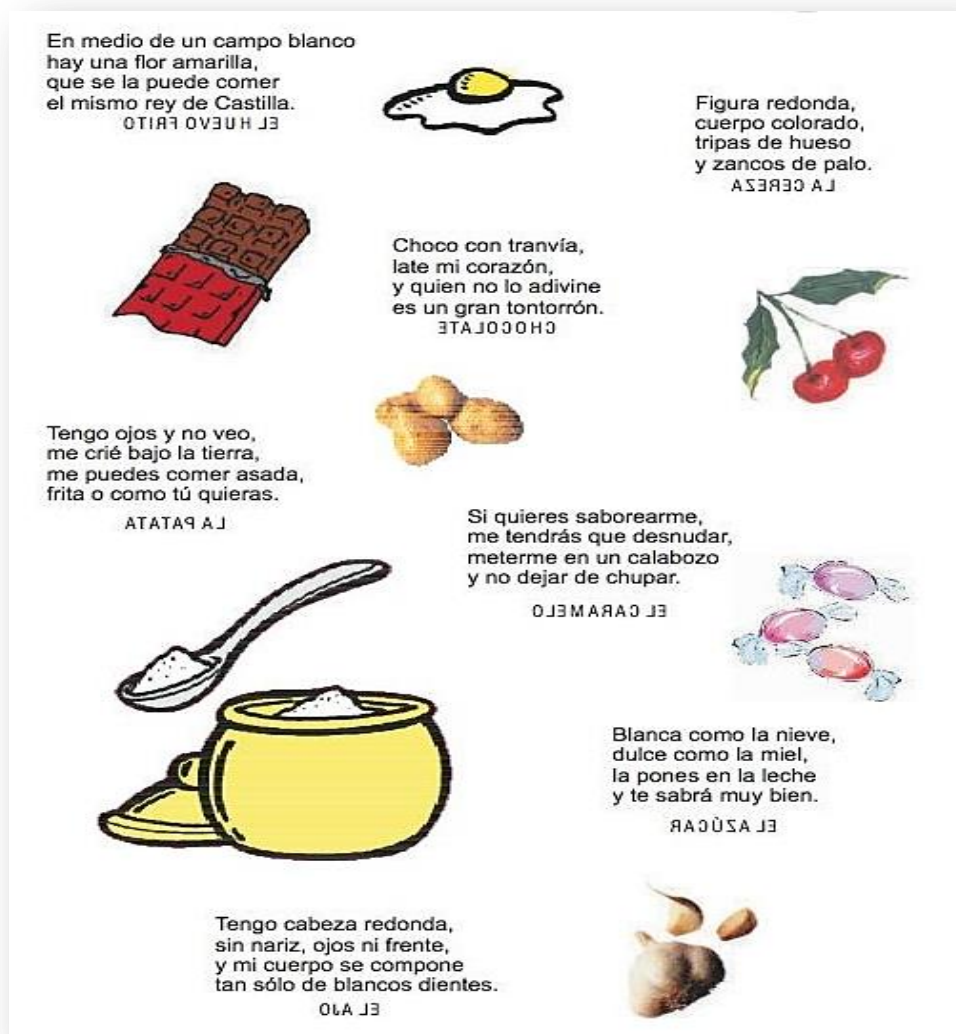 En medio de un campo blanco
hay una flor amarilla,
que se la puede comer
el mismo rey de Castilla.
EL HUEVO FRITO
Figura redonda,
cuerpo colorado,
tripas de hueso
y zancos de palo.
LA CEREZA
Choco con tranvía,
late mi corazón,
y quien no lo adivine
es un gran tontorrón.
CHOCOLATE
Tengo ojos y no veo,
me crié bajo la tierra,
me puedes comer asada,
frita o como tú quieras.
LA PATATA
Si quieres saborearme,
me tendrás que desnudar,
meterme en un calabozo
y no dejar de chupar.
EL CARAMELO
Blanca como la nieve,
dulce como la miel,
la pones en la leche
y te sabrá muy bien.
EL AZÚCAR
Tengo cabeza redonda,
sin nariz, ojos ni frente,
y mi cuerpo se compone
tan sólo de blancos dientes.
EL AJO